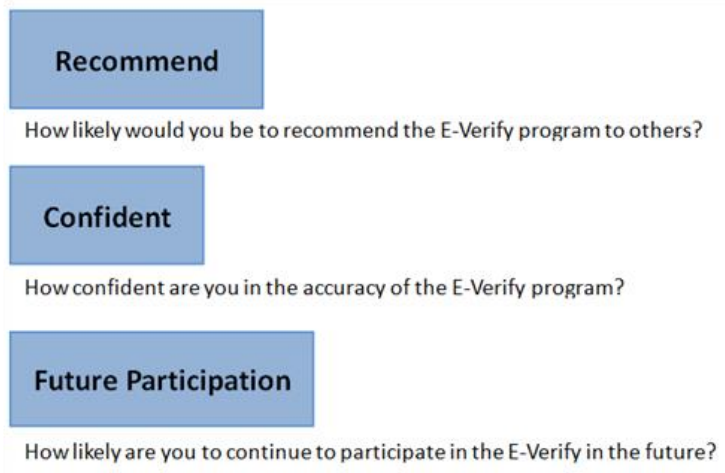 Recommend
How likely would you be to recommend the E-Verify program to others?
Confident
How confident are you in the accuracy of the E-Verify program?
Future Participation
How likely are you to continue to participate in the E-Verify in the future?